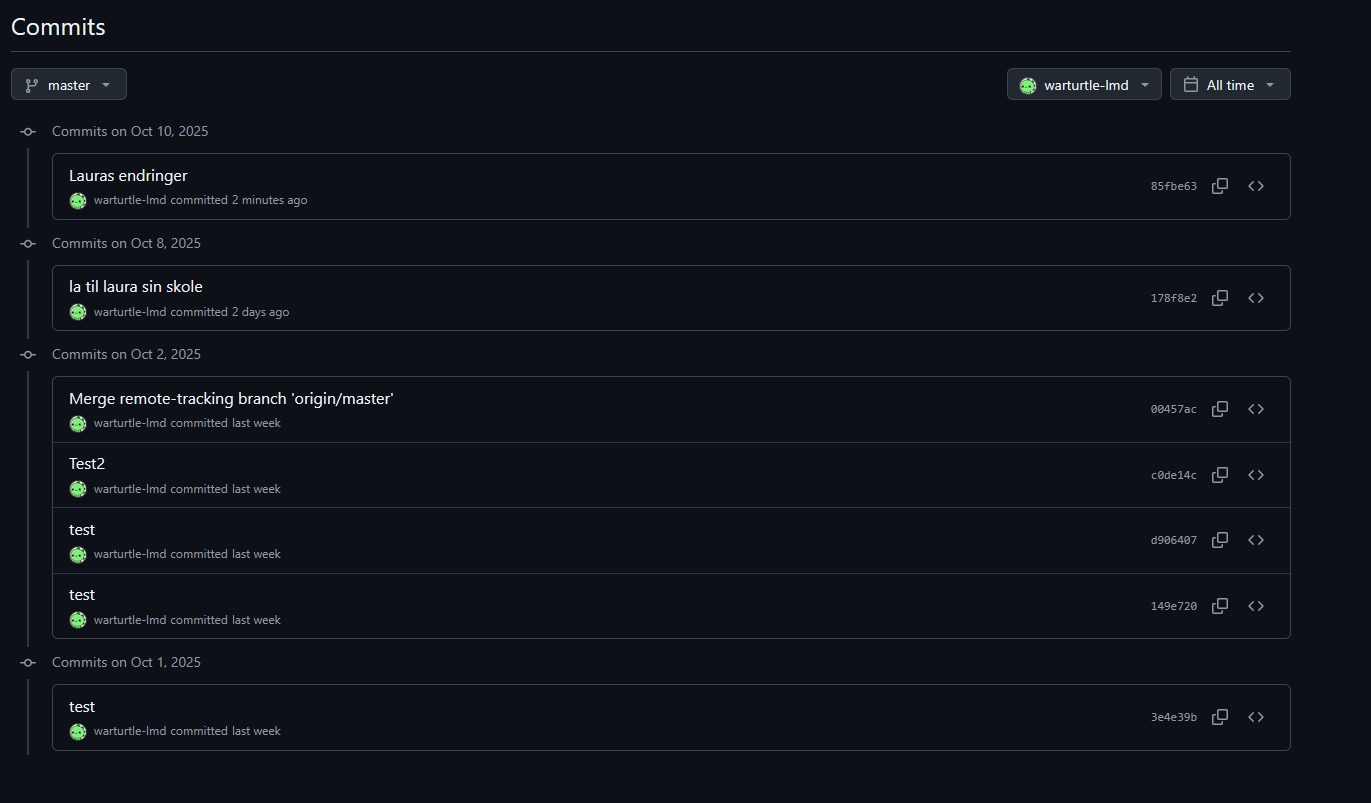 Commits
master
warturtle-lmd
All time
Commits on Oct 10, 2025
Lauras endringer
85fbe63
warturtle-lmd committed 2 minutes ago
Commits on Oct 8, 2025
la til laura sin skole
178f8e2
warturtle-lmd committed 2 days ago
Commits on Oct 2, 2025
Merge remote-tracking branch 'origin/master'
00457ac
warturtle-lmd committed last week
Test2
c0de14c
warturtle-lmd committed last week
test
d906407
warturtle-lmd committed last week
test
149e720
warturtle-lmd committed last week
Commits on Oct 1, 2025
test
3e4e39b
warturtle-lmd committed last week